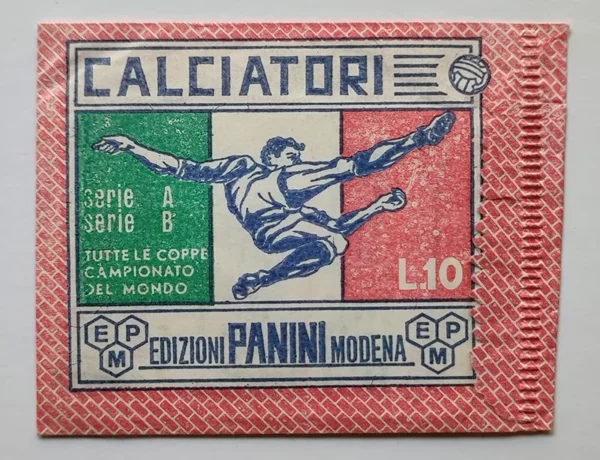 CALCIATORI
serie A
serie B
TUTTE LE COPPE
CAMPIONATO
DEL MONDO
L.10
EPM EDIZIONI PANINI MODENA EPM